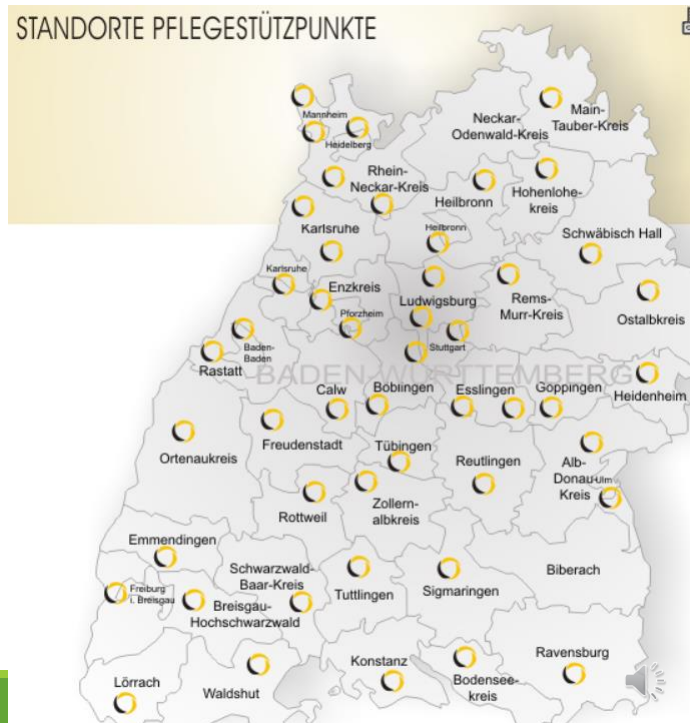 STANDORTE PFLEGESTÜTZPUNKTE
Main-
Tauber-Kreis
Neckar-
Odenwald-Kreis
Mannheim
Heidelberg
Rhein-
Neckar-Kreis
Heilbronn
Hohenlohe-
kreis
Karlsruhe
Heilbronn
Schwäbisch Hall
Karlsruhe
Enzkreis
Ludwigsburg
Rems-
Murr-Kreis
Ostalbkreis
Pforzheim
Baden-
Baden
Stuttgart
Rastatt
BADEN-WÜRTTEMBERG
Calw
Böblingen
Esslingen
Göppingen
Heidenheim
Ortenaukreis
Freudenstadt
Tübingen
Reutlingen
Alb-
Donau-
Kreis
Ulm
Rottweil
Zollern-
albkreis
Emmendingen
Schwarzwald-
Baar-Kreis
Tuttlingen
Sigmaringen
Biberach
Freiburg
i. Breisgau
Breisgau-
Hochschwarzwald
Konstanz
Ravensburg
Bodensee-
kreis
Lörrach
Waldshut